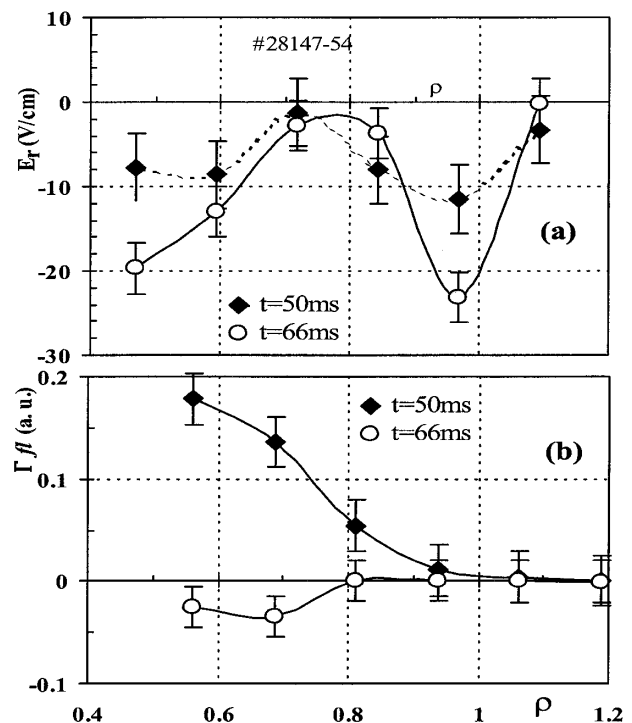 #28147-54
0
ρ
-10
-20
-30
E_r (V/cm)
(a)
t=50ms
t=66ms
0.2
0.1
0
-0.1
Γ fl (a. u.)
t=50ms
t=66ms
(b)
0.4
0.6
0.8
1
ρ
1.2